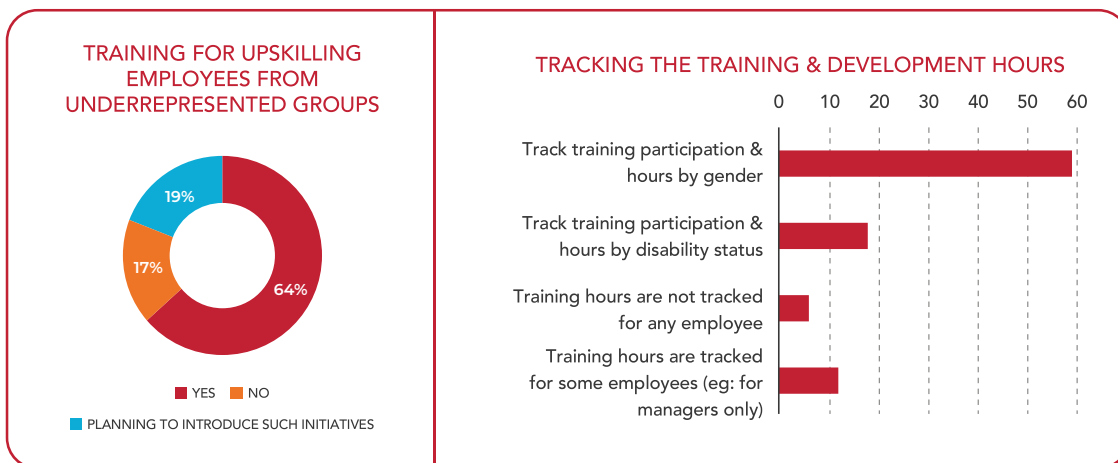 TRAINING FOR UPSKILLING
EMPLOYEES FROM
UNDERREPRESENTED GROUPS
19%
17%
64%
YES NO
PLANNING TO INTRODUCE SUCH INITIATIVES
TRACKING THE TRAINING & DEVELOPMENT HOURS
0 10 20 30 40 50 60
Track training participation &
hours by gender
Track training participation &
hours by disability status
Training hours are not tracked
for any employee
Training hours are tracked
for some employees (eg: for
managers only)